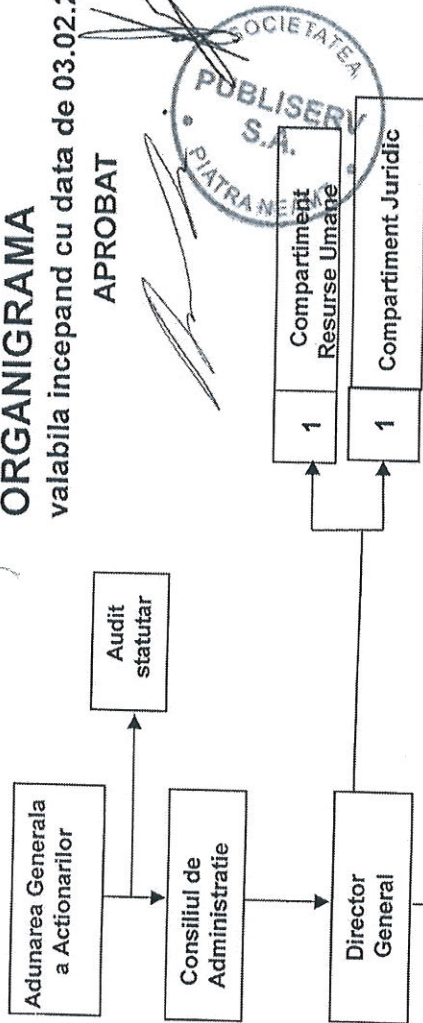 ORGANIGRAMA
valabila incepand cu data de 03.02.2
APROBAT
SOCIETATEA
PUBLISERV
S.A.
PIATRA NEAMT
Adunarea Generala
a Actionarilor
Audit
statutar
Consiliul de
Administratie
Director
General
1
Compartiment
Resurse Umane
1
Compartiment Juridic